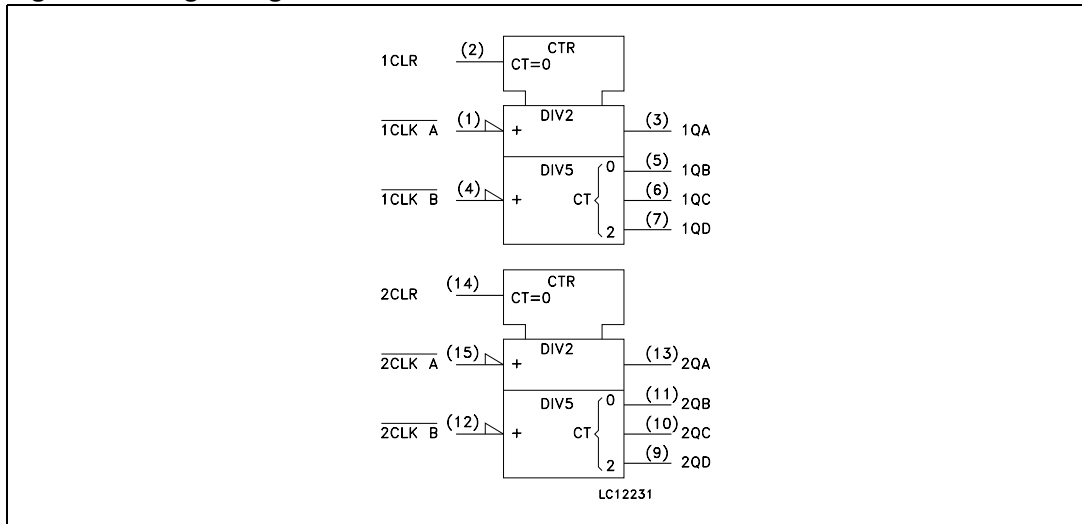 CTR
1CLR (2) CT=0
DIV2
1CLK A (1) + (3) 1QA
DIV5 0 (5) 1QB
1CLK B (4) + CT (6) 1QC
2 (7) 1QD
CTR
2CLR (14) CT=0
DIV2
2CLK A (15) + (13) 2QA
DIV5 0 (11) 2QB
2CLK B (12) + CT (10) 2QC
2 (9) 2QD
LC12231